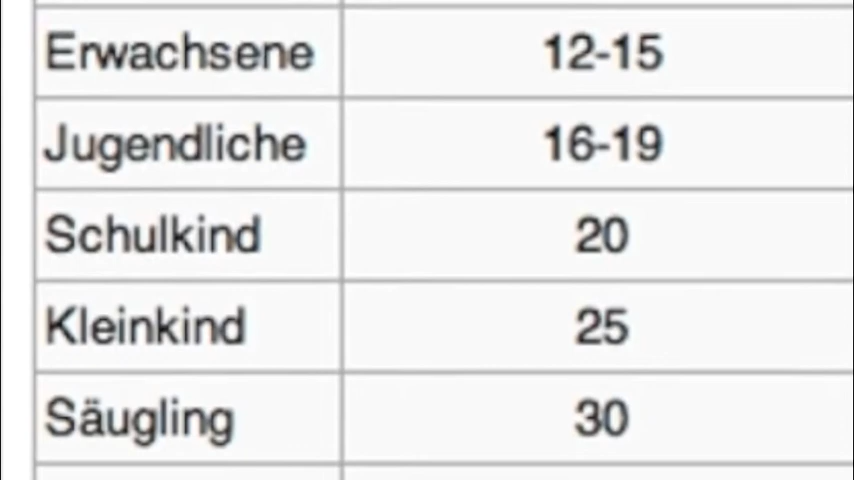 Erwachsene 12-15
Jugendliche 16-19
Schulkind 20
Kleinkind 25
Säugling 30